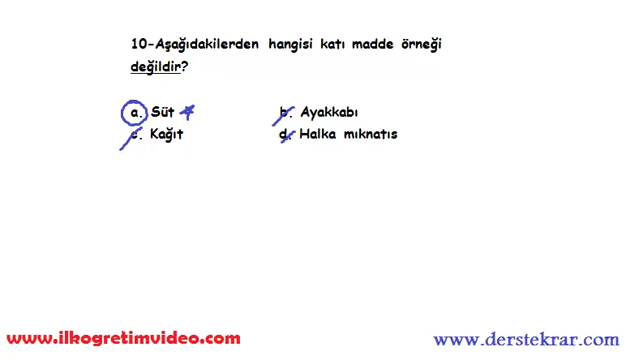 10-Aşağıdakilerden hangisi katı madde örneği
değildir?
a. Süt b. Ayakkabı
c. Kağıt d. Halka mıknatıs
www.ilkogretimvideo.com www.derstekrar.com